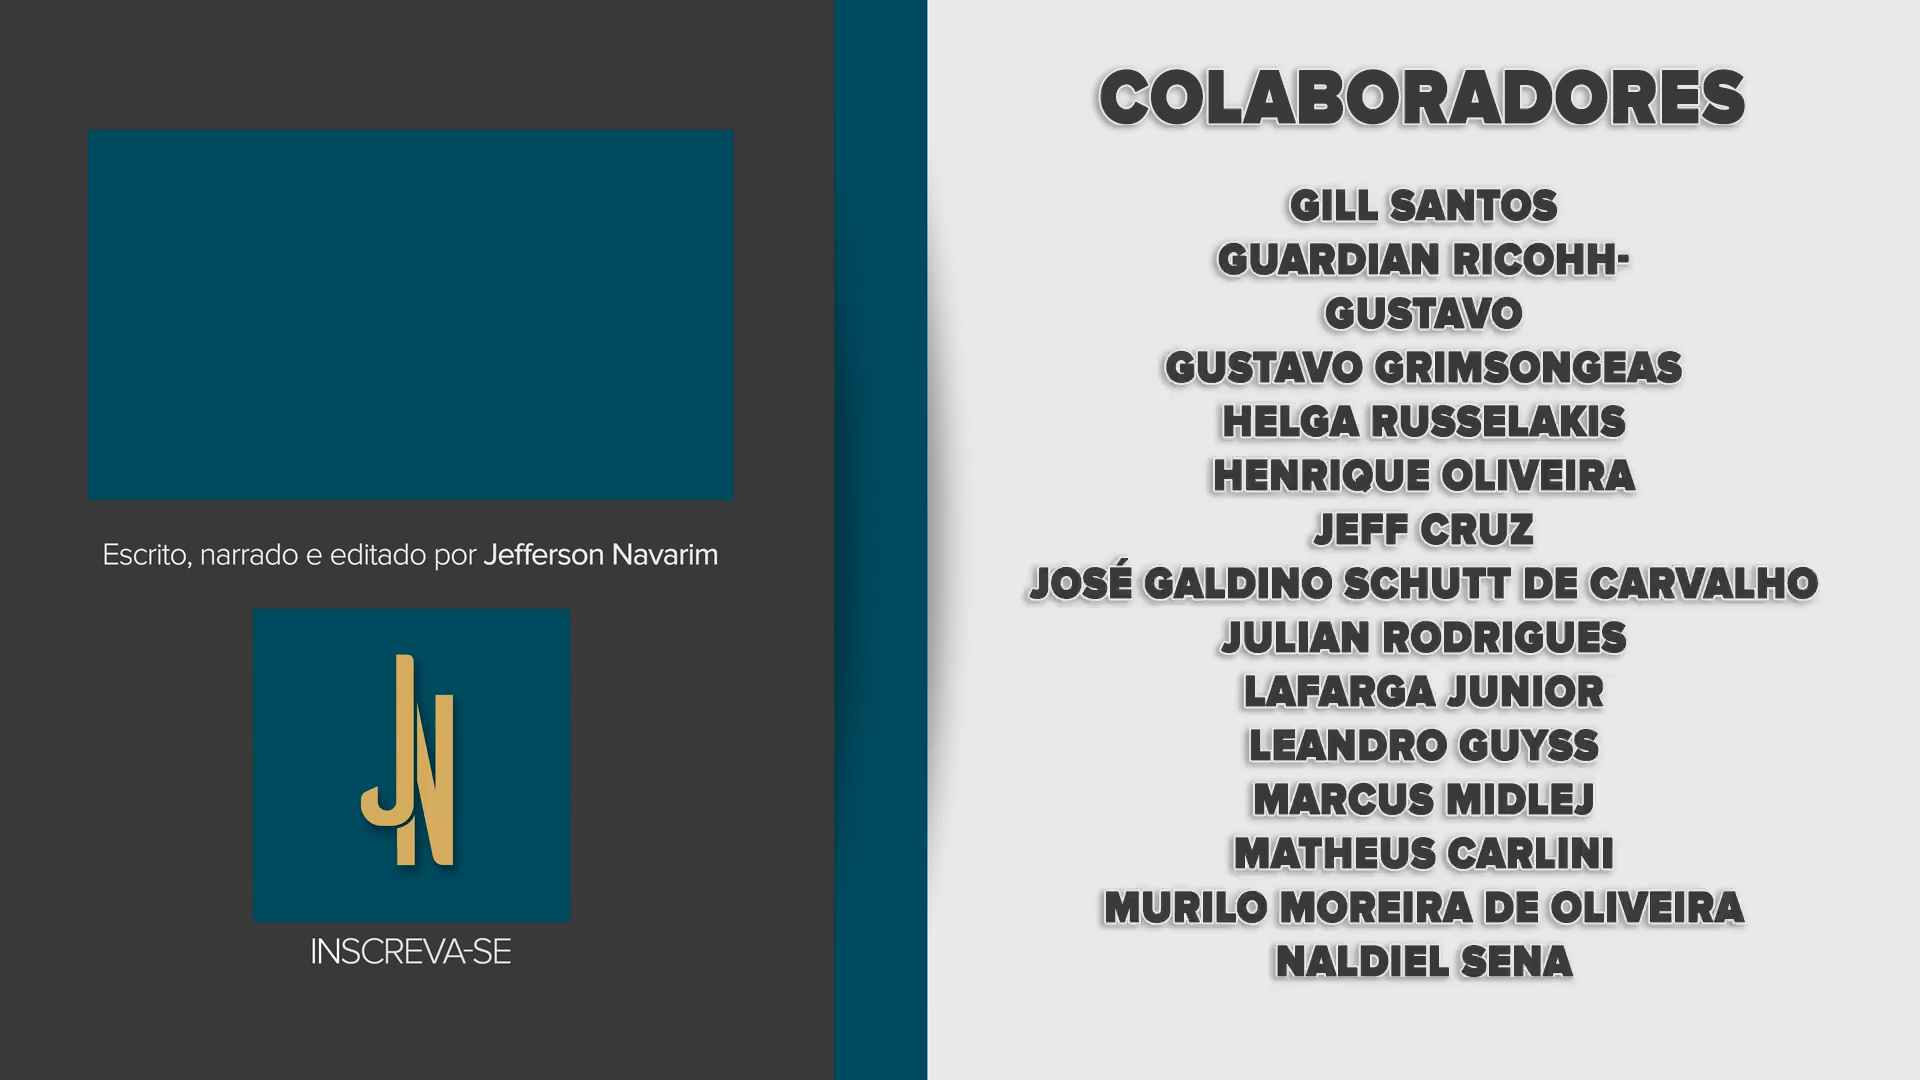 Escrito, narrado e editado por Jefferson Navarim
JN
INSCREVA-SE
COLABORADORES
GILL SANTOS
GUARDIAN RICOHH-
GUSTAVO
GUSTAVO GRIMSONGEAS
HELGA RUSSELAKIS
HENRIQUE OLIVEIRA
JEFF CRUZ
JOSÉ GALDINO SCHUTT DE CARVALHO
JULIAN RODRIGUES
LAFARGA JUNIOR
LEANDRO GUYSS
MARCUS MIDLEJ
MATHEUS CARLINI
MURILO MOREIRA DE OLIVEIRA
NALDIEL SENA